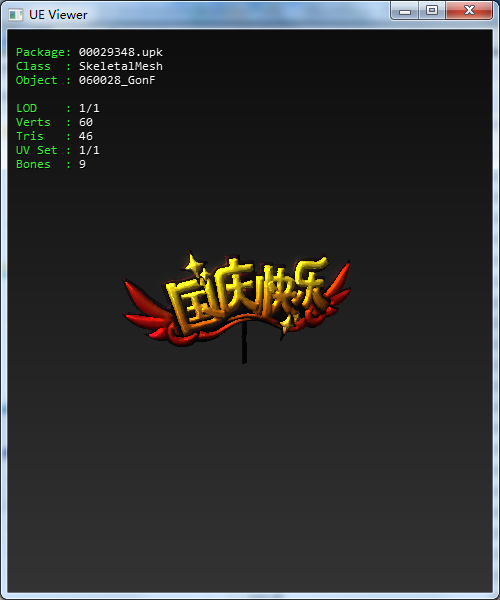 UE Viewer
Package: 00029348.upk
Class : SkeletalMesh
Object : 060028_GonF
LOD : 1/1
Verts : 60
Tris : 46
UV Set : 1/1
Bones : 9
国庆快乐